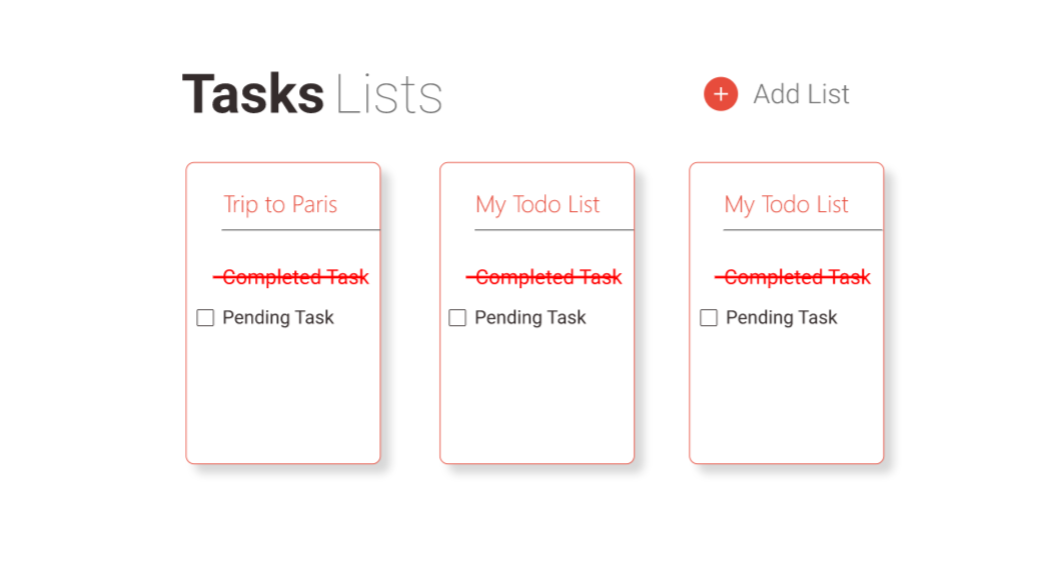 Tasks Lists
Add List
Trip to Paris
Completed Task
Pending Task
My Todo List
Completed Task
Pending Task
My Todo List
Completed Task
Pending Task